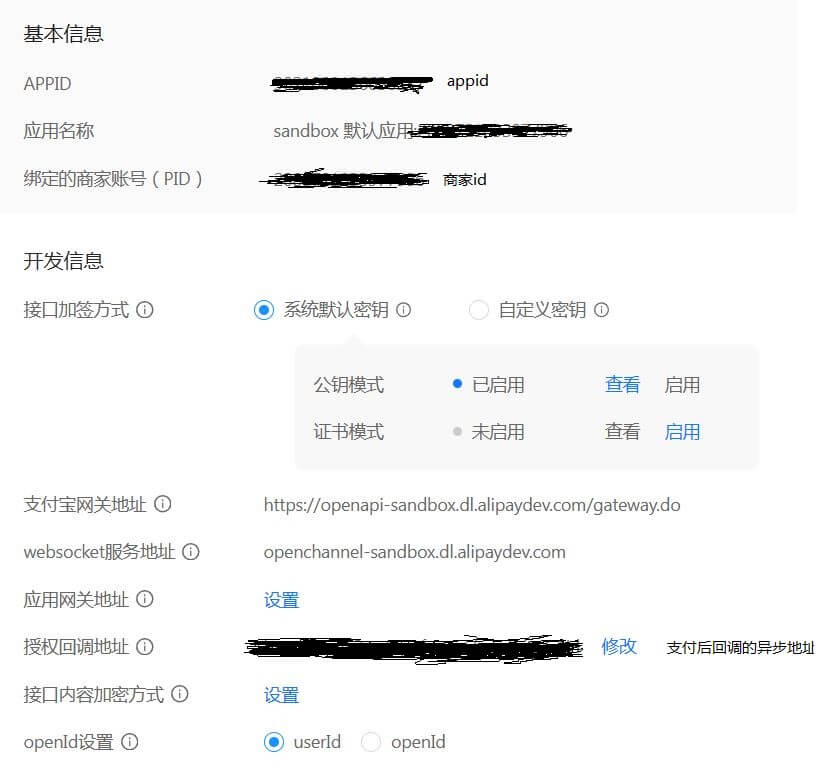 基本信息
APPID appid
应用名称 sandbox 默认应用
绑定的商家账号（PID） 商家id
开发信息
接口加签方式 系统默认密钥 自定义密钥
公钥模式 已启用 查看 启用
证书模式 未启用 查看 启用
支付宝网关地址 https://openapi-sandbox.dl.alipaydev.com/gateway.do
websocket服务地址 openchannel-sandbox.dl.alipaydev.com
应用网关地址 设置
授权回调地址 修改 支付后回调的异步地址
接口内容加密方式 设置
openId设置 userId openId